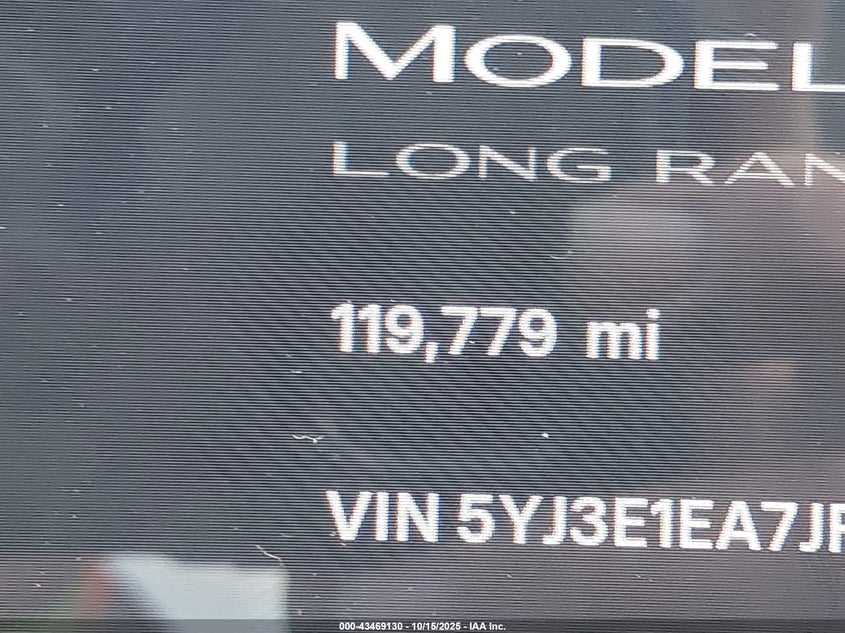 MODEL
LONG RAN
119,779 mi
VIN 5YJ3E1EA7JF
000-43469130 - 10/15/2025 - IAA Inc.